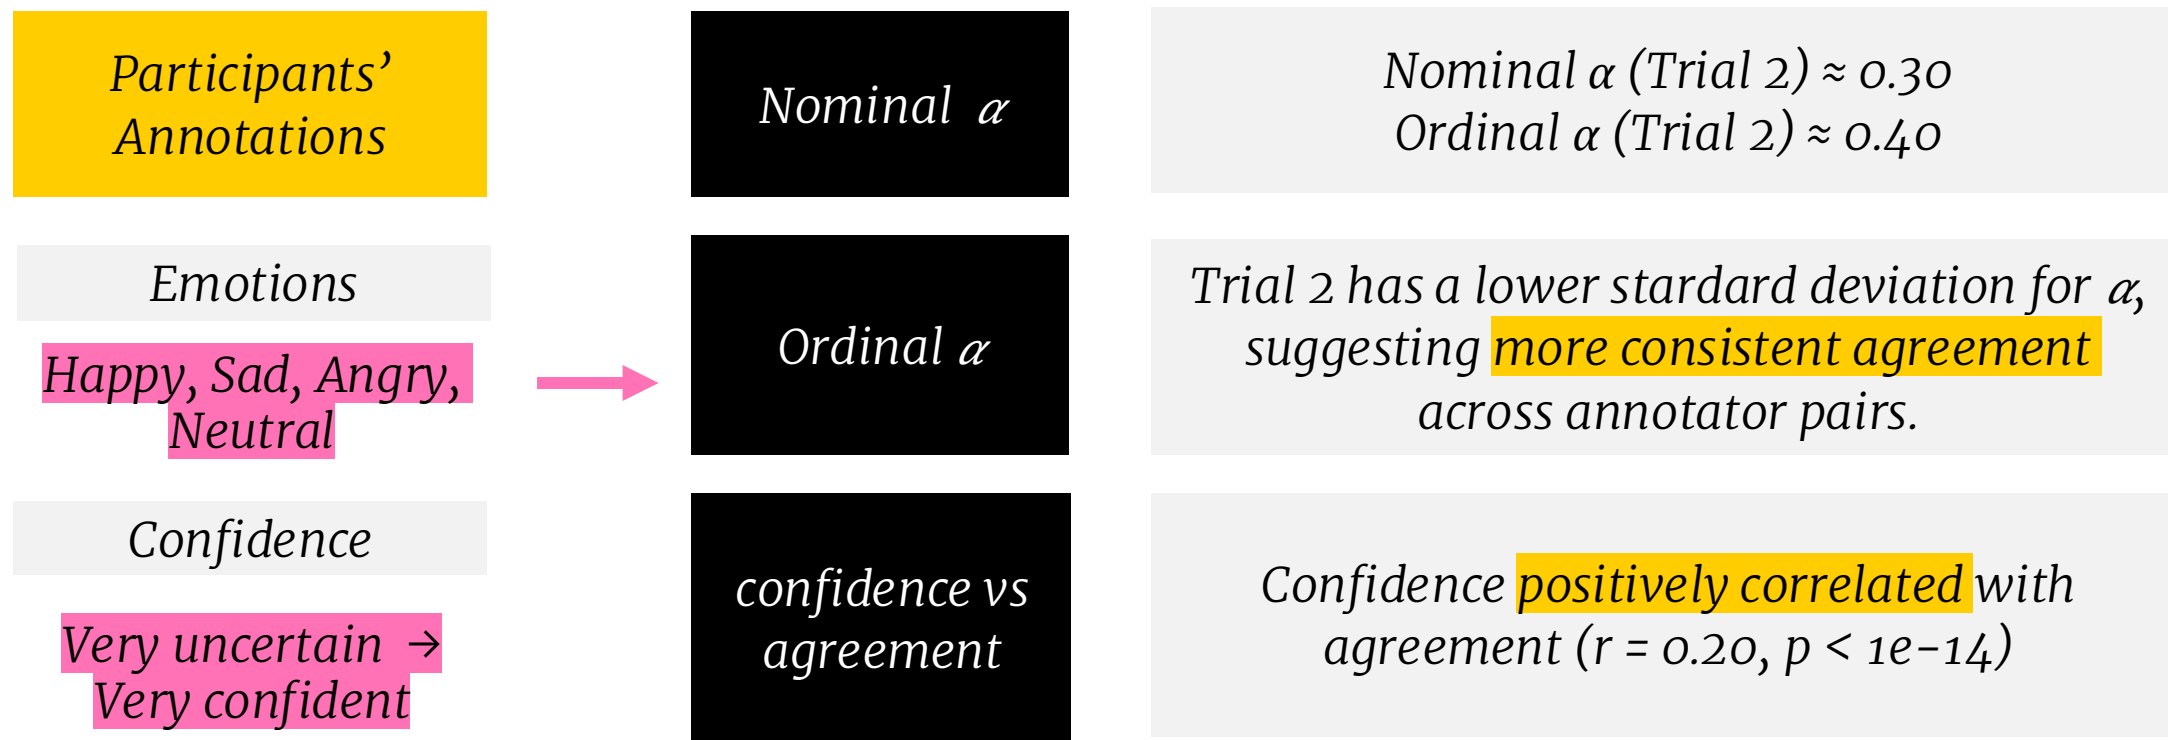 Participants’
Annotations
Emotions
Happy, Sad, Angry,
Neutral
Confidence
Very uncertain →
Very confident
Nominal α
Ordinal α
confidence vs
agreement
Nominal α (Trial 2) ≈ 0.30
Ordinal α (Trial 2) ≈ 0.40
Trial 2 has a lower stardard deviation for α,
suggesting more consistent agreement
across annotator pairs.
Confidence positively correlated with
agreement (r = 0.20, p < 1e-14)